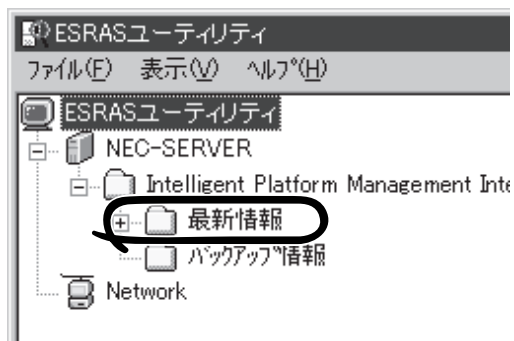 ESRASユーティリティ
ファイル(F) 表示(V) ヘルプ(H)
ESRASユーティリティ
NEC-SERVER
Intelligent Platform Management Inte
最新情報
バックアップ情報
Network